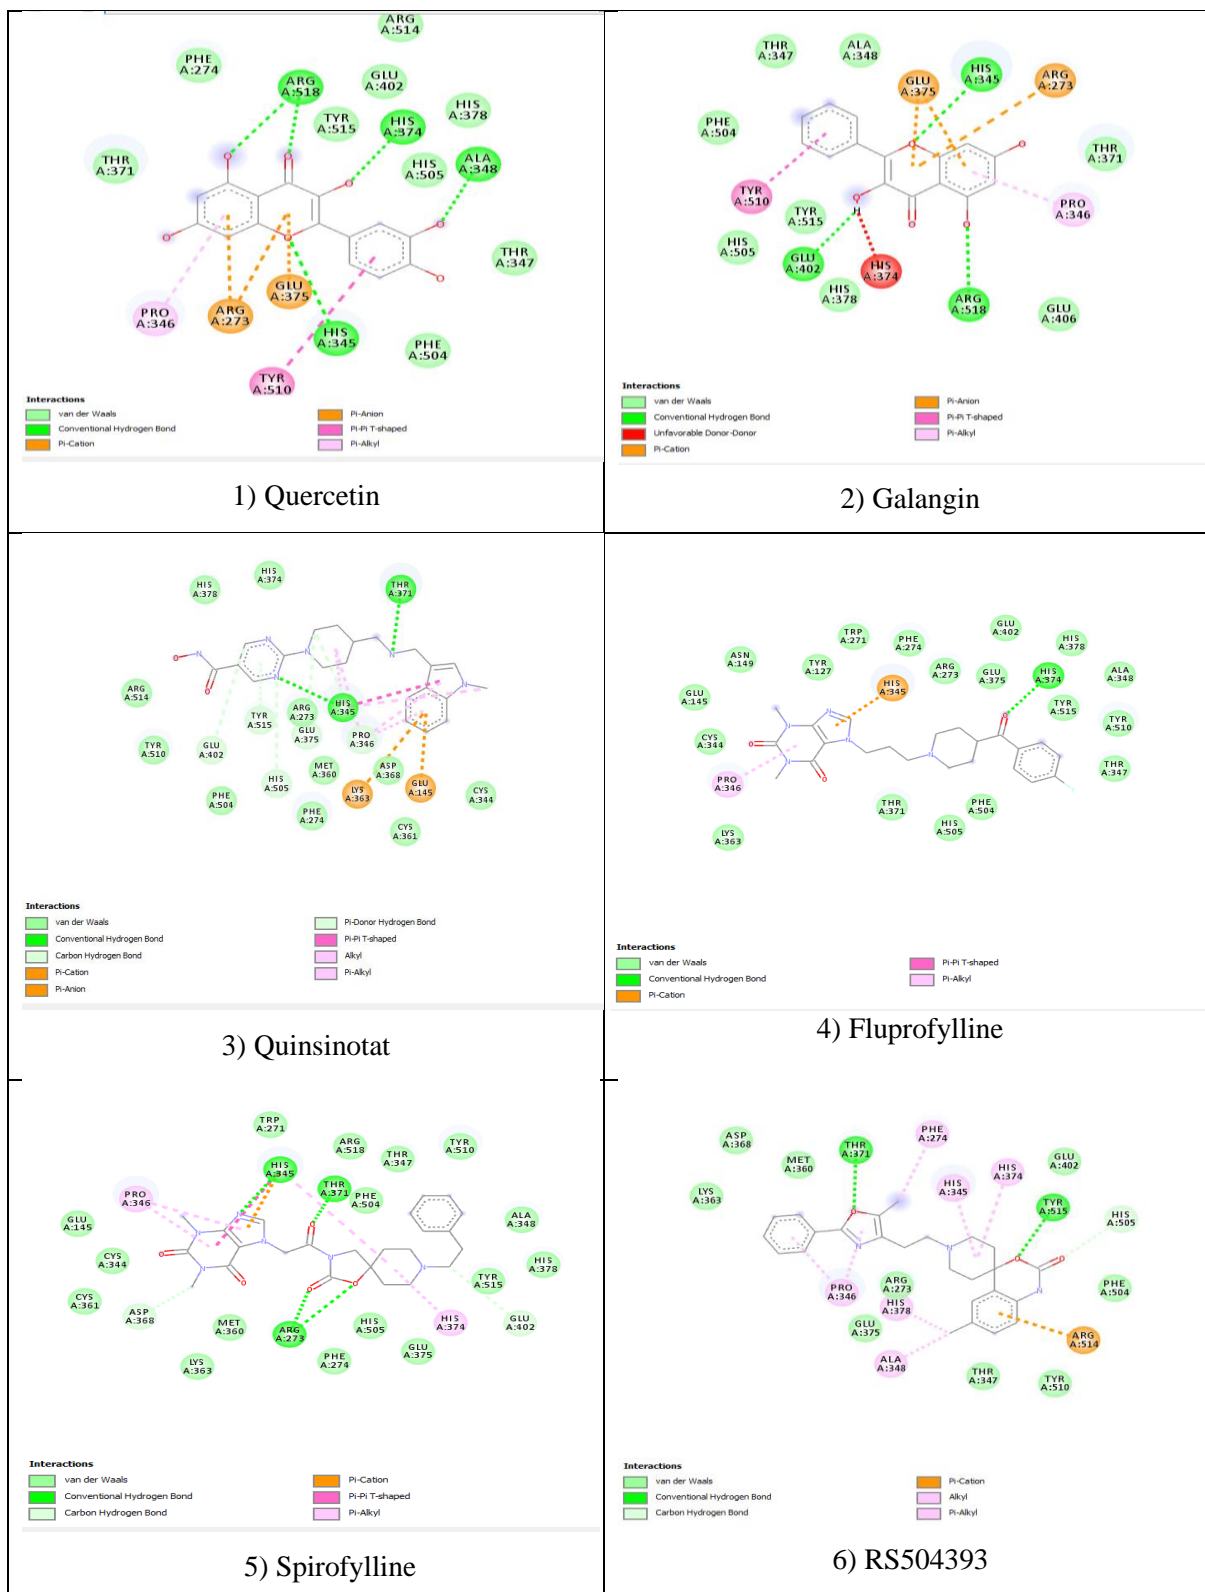 ARG
A:514
PHE
A:274
ARG
A:518
GLU
A:402
TYR
A:515
HIS
A:374
HIS
A:378
THR
A:371
HIS
A:505
ALA
A:348
THR
A:347
GLU
A:375
PRO
A:346
ARG
A:273
HIS
A:345
PHE
A:504
TYR
A:510
Interactions
van der Waals
Conventional Hydrogen Bond
Pi-Cation
Pi-Anion
Pi-Pi T-shaped
Pi-Alkyl
1) Quercetin
THR
A:347
ALA
A:348
GLU
A:375
HIS
A:345
ARG
A:273
PHE
A:504
THR
A:371
TYR
A:510
TYR
A:515
PRO
A:346
H
HIS
A:505
GLU
A:402
HIS
A:374
HIS
A:378
ARG
A:518
GLU
A:406
Interactions
van der Waals
Conventional Hydrogen Bond
Unfavorable Donor-Donor
Pi-Cation
Pi-Anion
Pi-Pi T-shaped
Pi-Alkyl
2) Galangin
HIS
A:378
HIS
A:374
THR
A:371
N
N
N
N
N
N
O
O
ARG
A:514
TYR
A:515
ARG
A:273
HIS
A:345
TYR
A:510
GLU
A:402
GLU
A:375
PRO
A:346
HIS
A:505
MET
A:360
LYS
A:363
ASP
A:368
GLU
A:145
CYS
A:344
PHE
A:504
PHE
A:274
CYS
A:361
Interactions
van der Waals
Conventional Hydrogen Bond
Carbon Hydrogen Bond
Pi-Cation
Pi-Anion
Pi-Donor Hydrogen Bond
Pi-Pi T-shaped
Alkyl
Pi-Alkyl
3) Quinsinotat
ASN
A:149
TRP
A:271
TYR
A:127
PHE
A:274
GLU
A:402
HIS
A:378
GLU
A:145
HIS
A:345
ARG
A:273
GLU
A:375
HIS
A:374
ALA
A:348
CYS
A:344
TYR
A:515
TYR
A:510
PRO
A:346
THR
A:347
LYS
A:363
THR
A:371
HIS
A:505
PHE
A:504
Interactions
van der Waals
Conventional Hydrogen Bond
Pi-Cation
Pi-Pi T-shaped
Pi-Alkyl
4) Fluprofylline
TRP
A:271
ARG
A:518
THR
A:347
TYR
A:510
HIS
A:345
THR
A:371
PHE
A:504
PRO
A:346
GLU
A:145
ALA
A:348
CYS
A:344
HIS
A:378
CYS
A:361
ASP
A:368
TYR
A:515
GLU
A:402
MET
A:360
ARG
A:273
HIS
A:505
HIS
A:374
LYS
A:363
PHE
A:274
GLU
A:375
Interactions
van der Waals
Conventional Hydrogen Bond
Carbon Hydrogen Bond
Pi-Cation
Pi-Pi T-shaped
Pi-Alkyl
5) Spirofylline
ASP
A:368
MET
A:360
THR
A:371
PHE
A:274
HIS
A:345
HIS
A:374
GLU
A:402
LYS
A:363
TYR
A:515
HIS
A:505
PRO
A:346
ARG
A:273
HIS
A:378
PHE
A:504
GLU
A:375
ARG
A:514
ALA
A:348
THR
A:347
TYR
A:510
Interactions
van der Waals
Conventional Hydrogen Bond
Carbon Hydrogen Bond
Pi-Cation
Alkyl
Pi-Alkyl
6) RS504393